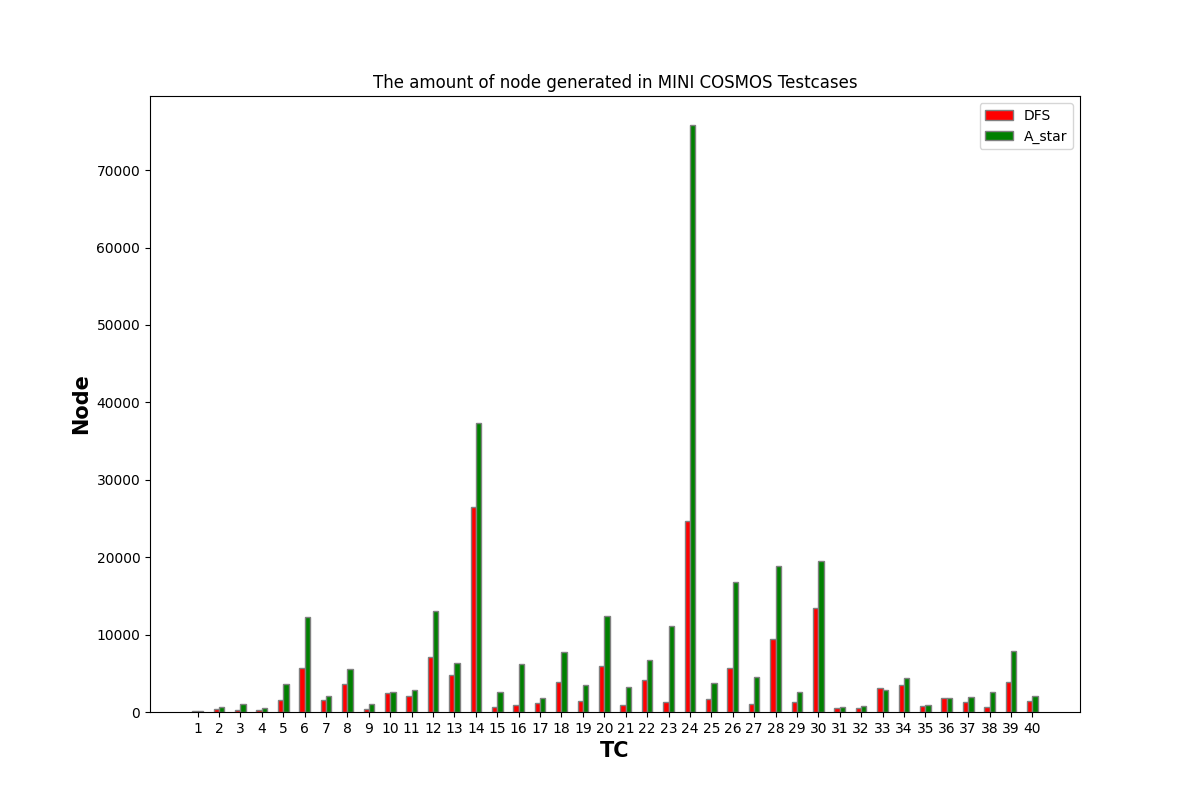 The amount of node generated in MINI COSMOS Testcases
DFS
A_star
70000
60000
50000
40000
30000
20000
10000
0
Node
1 2 3 4 5 6 7 8 9 10 11 12 13 14 15 16 17 18 19 20 21 22 23 24 25 26 27 28 29 30 31 32 33 34 35 36 37 38 39 40
TC